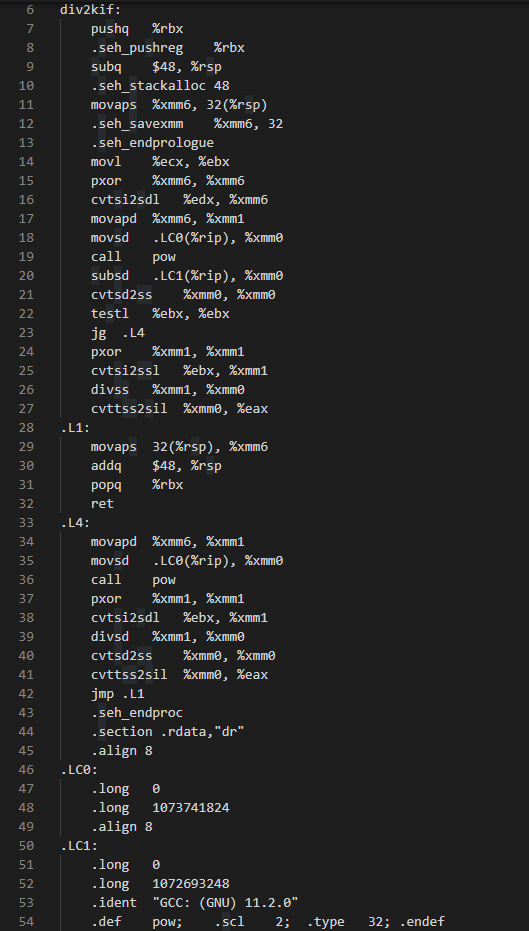 6 div2kif:
7 pushq %rbx
8 .seh_pushreg %rbx
9 subq $48, %rsp
10 .seh_stackalloc 48
11 movaps %xmm6, 32(%rsp)
12 .seh_savexmm %xmm6, 32
13 .seh_endprologue
14 movl %ecx, %ebx
15 pxor %xmm6, %xmm6
16 cvtsi2sdl %edx, %xmm6
17 movapd %xmm6, %xmm1
18 movsd .LC0(%rip), %xmm0
19 call pow
20 subsd .LC1(%rip), %xmm0
21 cvtsd2ss %xmm0, %xmm0
22 testl %ebx, %ebx
23 jg .L4
24 pxor %xmm1, %xmm1
25 cvtsi2ssl %ebx, %xmm1
26 divss %xmm1, %xmm0
27 cvttss2sil %xmm0, %eax
28 .L1:
29 movaps 32(%rsp), %xmm6
30 addq $48, %rsp
31 popq %rbx
32 ret
33 .L4:
34 movapd %xmm6, %xmm1
35 movsd .LC0(%rip), %xmm0
36 call pow
37 pxor %xmm1, %xmm1
38 cvtsi2sdl %ebx, %xmm1
39 divsd %xmm1, %xmm0
40 cvtsd2ss %xmm0, %xmm0
41 cvttss2sil %xmm0, %eax
42 jmp .L1
43 .seh_endproc
44 .section .rdata,"dr"
45 .align 8
46 .LC0:
47 .long 0
48 .long 1073741824
49 .align 8
50 .LC1:
51 .long 0
52 .long 1072693248
53 .ident "GCC: (GNU) 11.2.0"
54 .def pow; .scl 2; .type 32; .endef